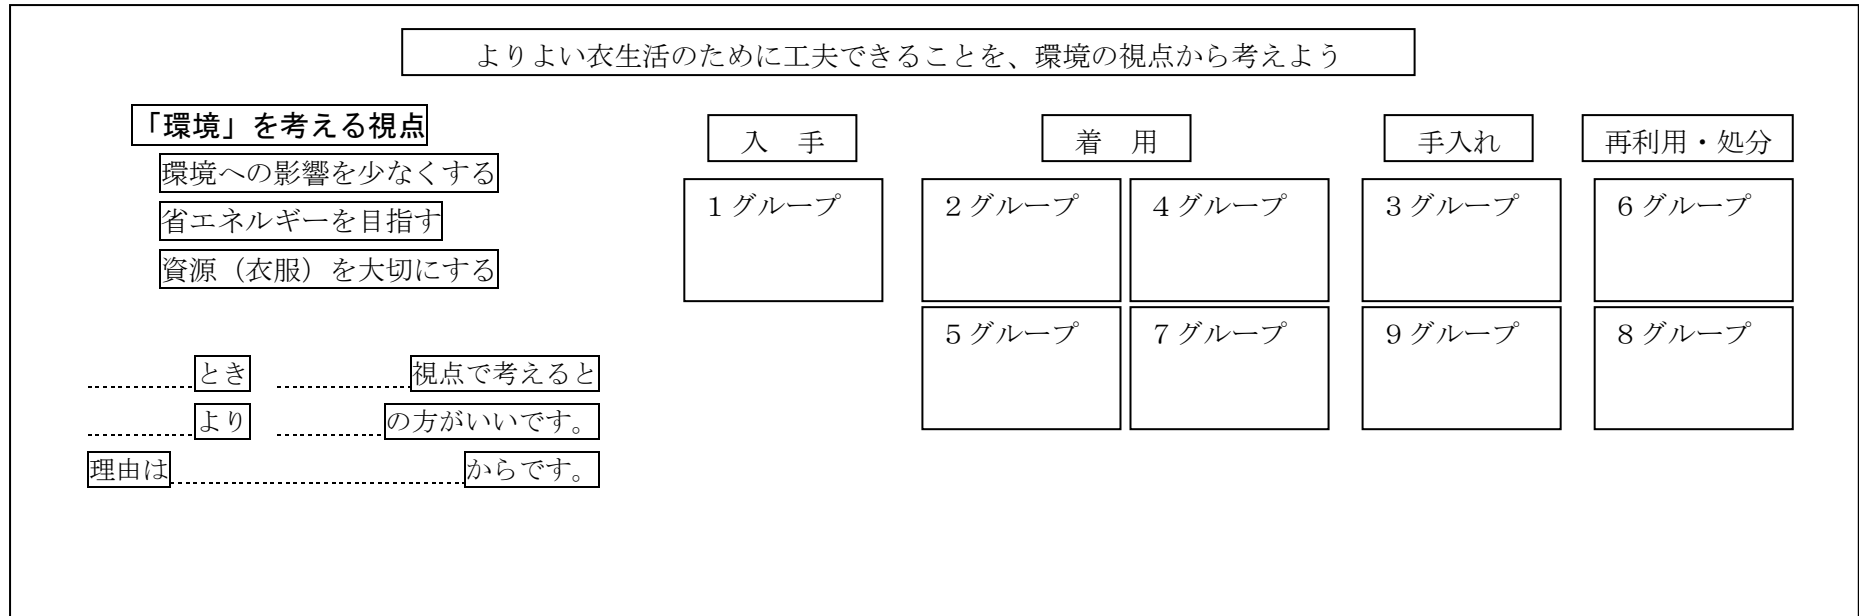 よりよい衣生活のために工夫できることを、環境の視点から考えよう
「環境」を考える視点
環境への影響を少なくする
省エネルギーを目指す
資源（衣服）を大切にする
とき 視点で考えると
より の方がいいです。
理由は からです。
入　手 着　用 手入れ 再利用・処分
１グループ ２グループ ４グループ ３グループ ６グループ
５グループ ７グループ ９グループ ８グループ